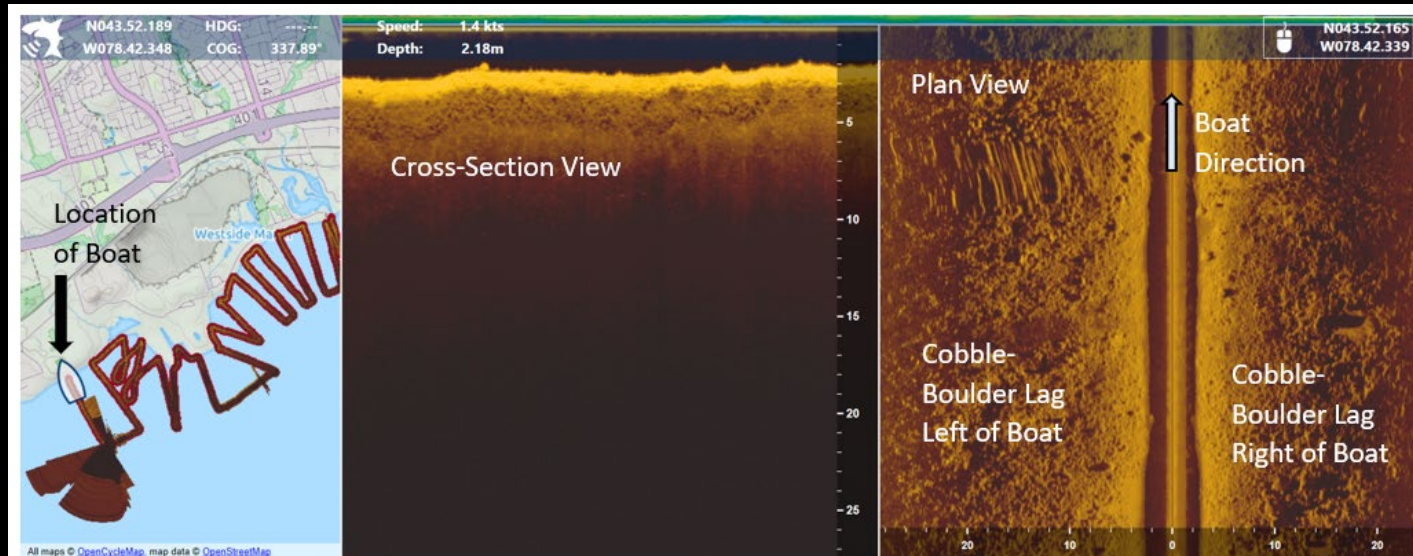 N043.52.189 HDG: ---.--
W078.42.348 COG: 337.89°
Location
of Boat
40
Westside Ma
All maps © OpenCycleMap, map data © OpenStreetMap
Speed: 1.4 kts
Depth: 2.18m
Cross-Section View
5
10
15
20
25
N043.52.165
W078.42.339
Plan View
Boat
Direction
Cobble-
Boulder Lag
Left of Boat
Cobble-
Boulder Lag
Right of Boat
20 10 0 10 20